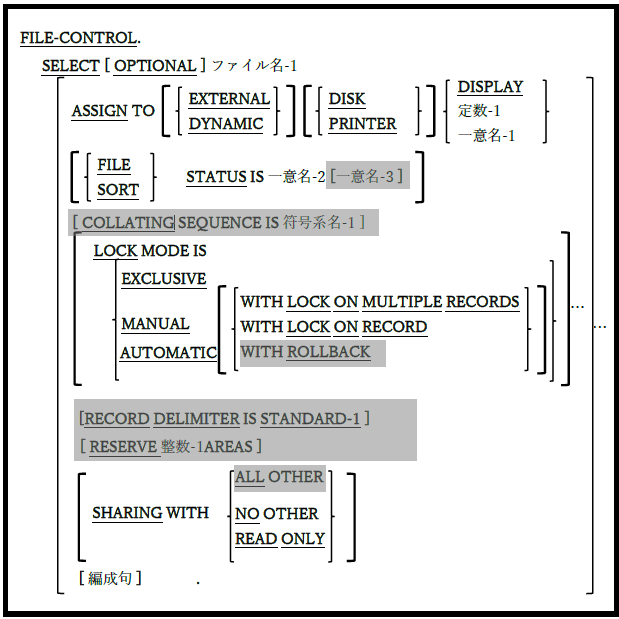 FILE-CONTROL.
SELECT [ OPTIONAL ] ファイル名-1
ASSIGN TO [ { EXTERNAL DYNAMIC } ] [ { DISK PRINTER } ] { DISPLAY 定数-1 一意名-1 }
[ { FILE SORT } STATUS IS 一意名-2 [一意名-3 ] ]
[ COLLATING SEQUENCE IS 符号系名-1 ]
LOCK MODE IS
EXCLUSIVE
WITH LOCK ON MULTIPLE RECORDS
MANUAL WITH LOCK ON RECORD
AUTOMATIC WITH ROLLBACK
...
...
[RECORD DELIMITER IS STANDARD-1 ]
[ RESERVE 整数-1AREAS ]
ALL OTHER
SHARING WITH NO OTHER
READ ONLY
[ 編成句 ] .